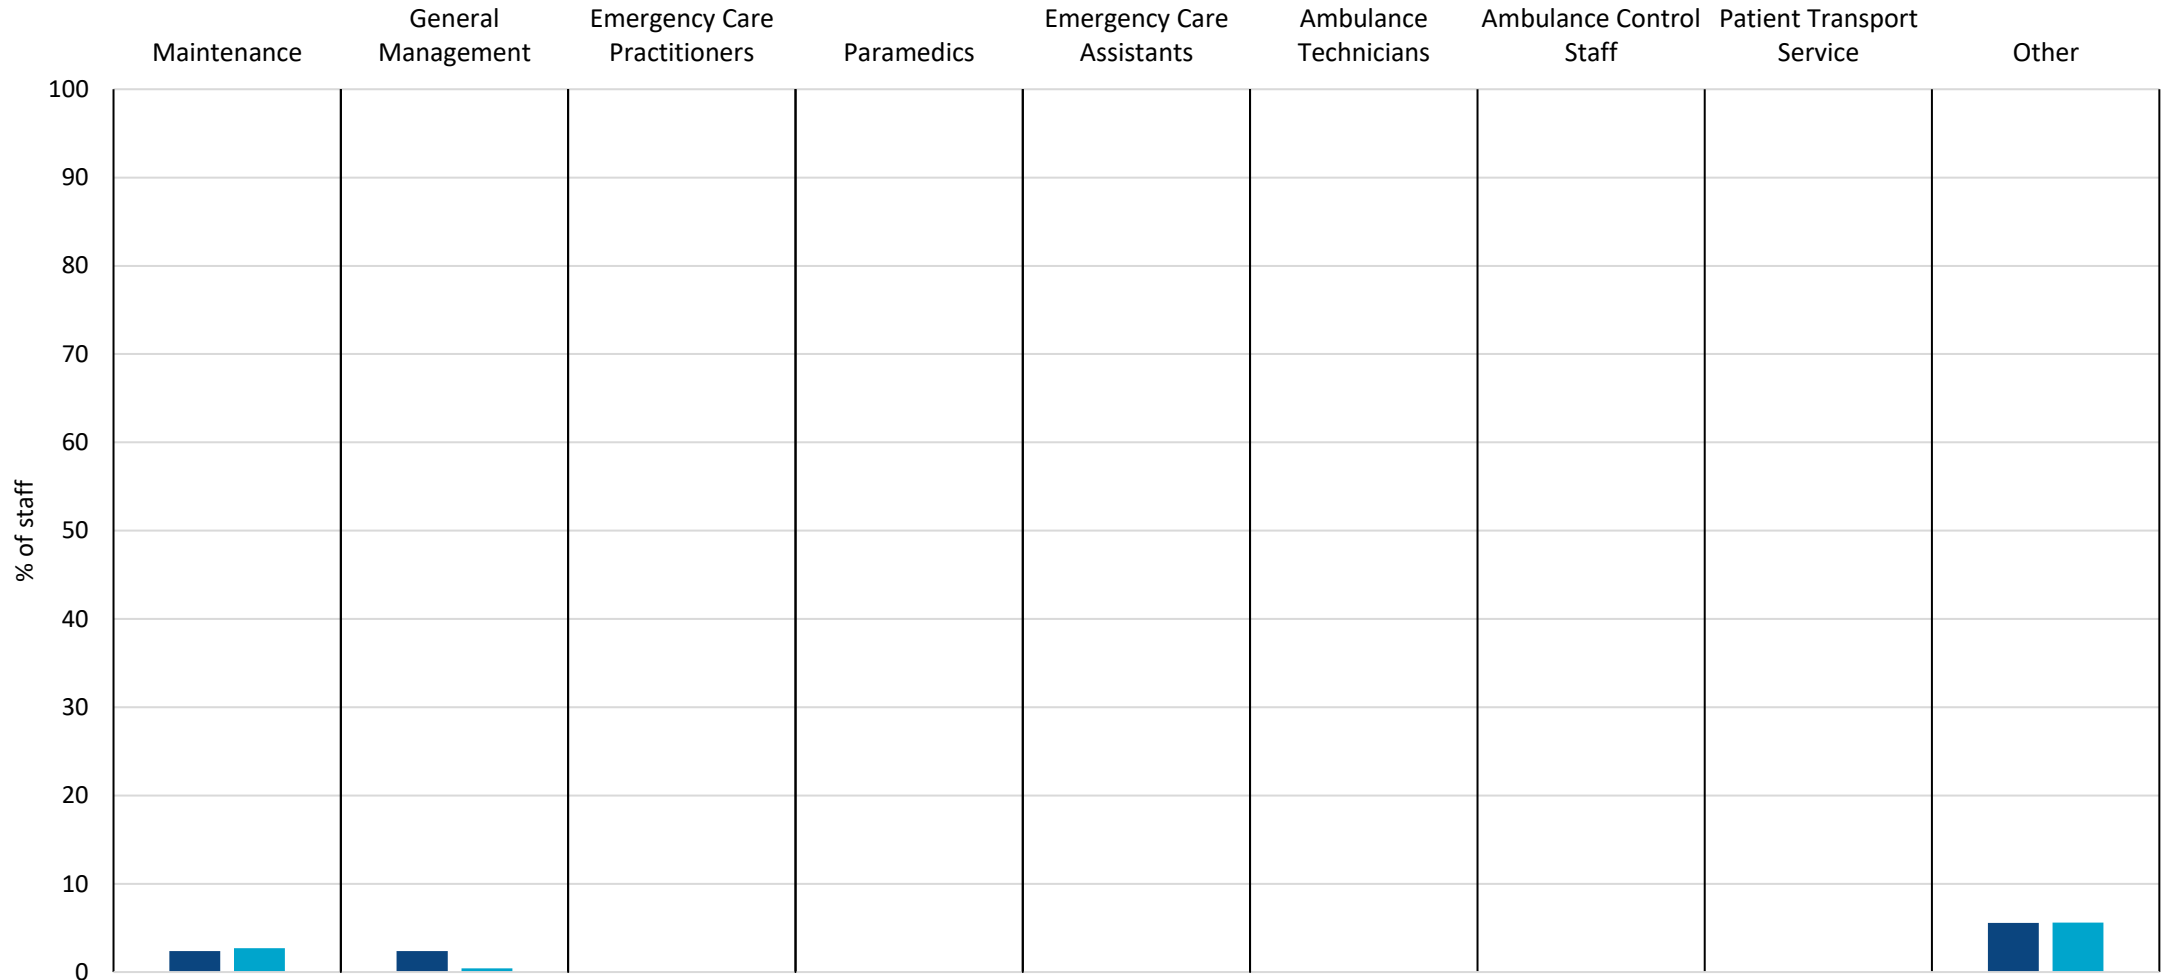 Maintenance
General
Management
Emergency Care
Practitioners
Paramedics
Emergency Care
Assistants
Ambulance
Technicians
Ambulance Control
Staff
Patient Transport
Service
Other
100
90
80
70
60
50
40
30
20
10
0
% of staff